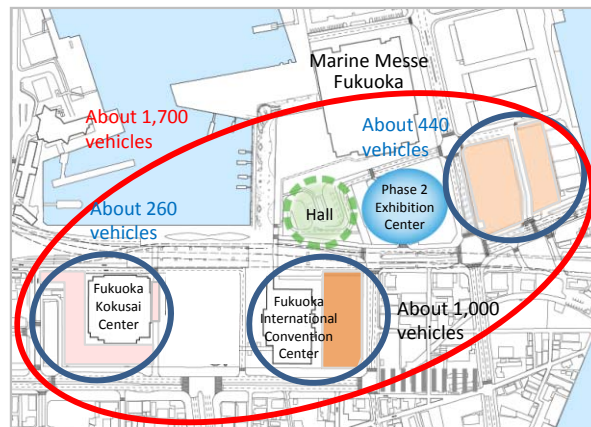 Marine Messe
Fukuoka
About 1,700
vehicles
About 440
vehicles
Phase 2
Exhibition
Center
Hall
About 260
vehicles
Fukuoka
Kokusai
Center
Fukuoka
International
Convention
Center
About 1,000
vehicles